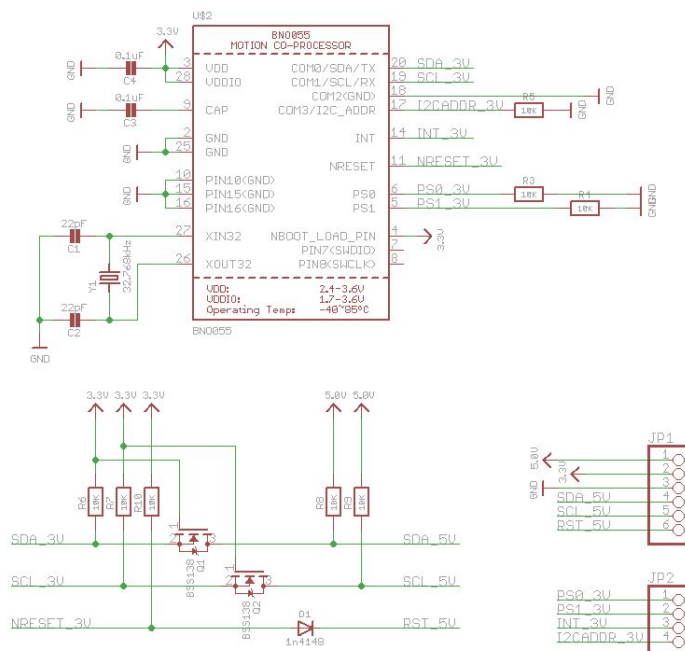 U$2
BNO055
MOTION CO-PROCESSOR
3.3V
0.1uF
GND
C4
3 VDD
28 VDDIO
COM0/SDA/TX 20 SDA_3V
COM1/SCL/RX 19 SCL_3V
COM2(GND) 18
GND
0.1uF
GND
C3
9 CAP
COM3/I2C_ADDR 17 I2CADDR_3V
R5
10K
GND
2 GND
25 GND
GND
INT 14 INT_3V
NRESET 11 NRESET_3V
10 PIN10(GND)
15 PIN15(GND)
16 PIN16(GND)
GND
PS0 6 PS0_3V
R3
10K
GND
PS1 5 PS1_3V
R4
10K
GND
22pF
C1
27 XIN32
NBOOT_LOAD_PIN 4
3.3V
PIN7(SWDIO) 7
26 XOUT32
PIN8(SWCLK) 8
Y1
32.768kHz
22pF
C2
GND
VDD: 2.4-3.6V
VDDIO: 1.7-3.6V
Operating Temp: -40~85°C
BNO055
3.3V 3.3V 3.3V
5.0V 5.0V
R6 10K
R7 10K
R10 10K
R8 10K
R9 10K
SDA_3V
2 1 3
BSS138
Q1
SDA_5V
SCL_3V
2 1 3
BSS138
Q2
SCL_5V
NRESET_3V
D1
1n4148
RST_5V
JP1
5.0V 1
3.3V 2
GND 3
SDA_5V 4
SCL_5V 5
RST_5V 6
JP2
PS0_3V 1
PS1_3V 2
INT_3V 3
I2CADDR_3V 4